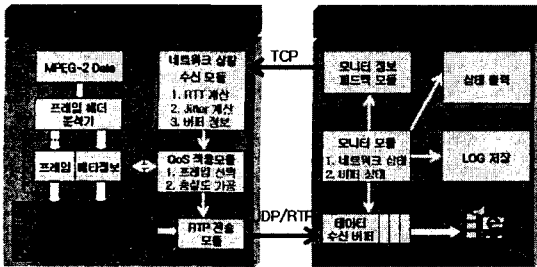 MPEG-2 Data
프레임 헤더
분석기
프레임
메타정보
네트워크 상황
수신 모듈
1. RTT 계산
2. Jitter 계산
3. 버퍼 정보
QoS 적응모듈
1. 프레임 선택
2. 손실도 가공
RTP 전송
모듈
TCP
UDP/RTP
모니터 정보
피드백 모듈
모니터 모듈
1. 네트워크 상태
2. 버퍼 상태
데이터
수신 버퍼
상태 출력
LOG 저장